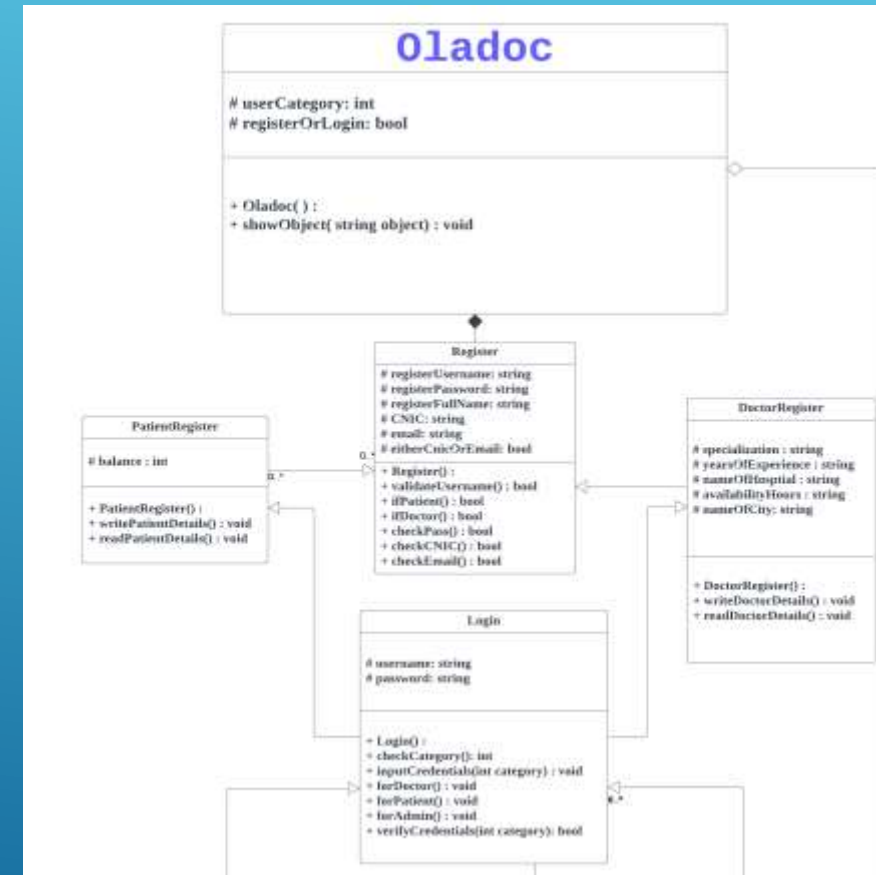 Oladoc
# userCategory: int
# registerOrLogin: bool
+ Oladoc( ) :
+ showObject( string object) : void
Register
# registerUsername: string
# registerPassword: string
# registerFullName: string
# CNIC: string
# email: string
# eitherCnicOrEmail: bool
+ Register() :
+ validateUsername() : bool
+ ifPatient() : bool
+ ifDoctor() : bool
+ checkPass() : bool
+ checkCNIC() : bool
+ checkEmail() : bool
PatientRegister
# balance : int
+ PatientRegister() :
+ writePatientDetails() : void
+ readPatientDetails() : void
0..*
0..*
DoctorRegister
# specialization : string
# yearsOfExperience : string
# nameOfHosptial : string
# availabilityHours : string
# nameOfCity: string
+ DoctorRegister() :
+ writeDoctorDetails() : void
+ readDoctorDetails() : void
Login
# username: string
# password: string
+ Login() :
+ checkCategory(): int
+ inputCredentials(int category) : void
+ forDoctor() : void
+ forPatient() : void
+ forAdmin() : void
+ verifyCredentials(int category): bool